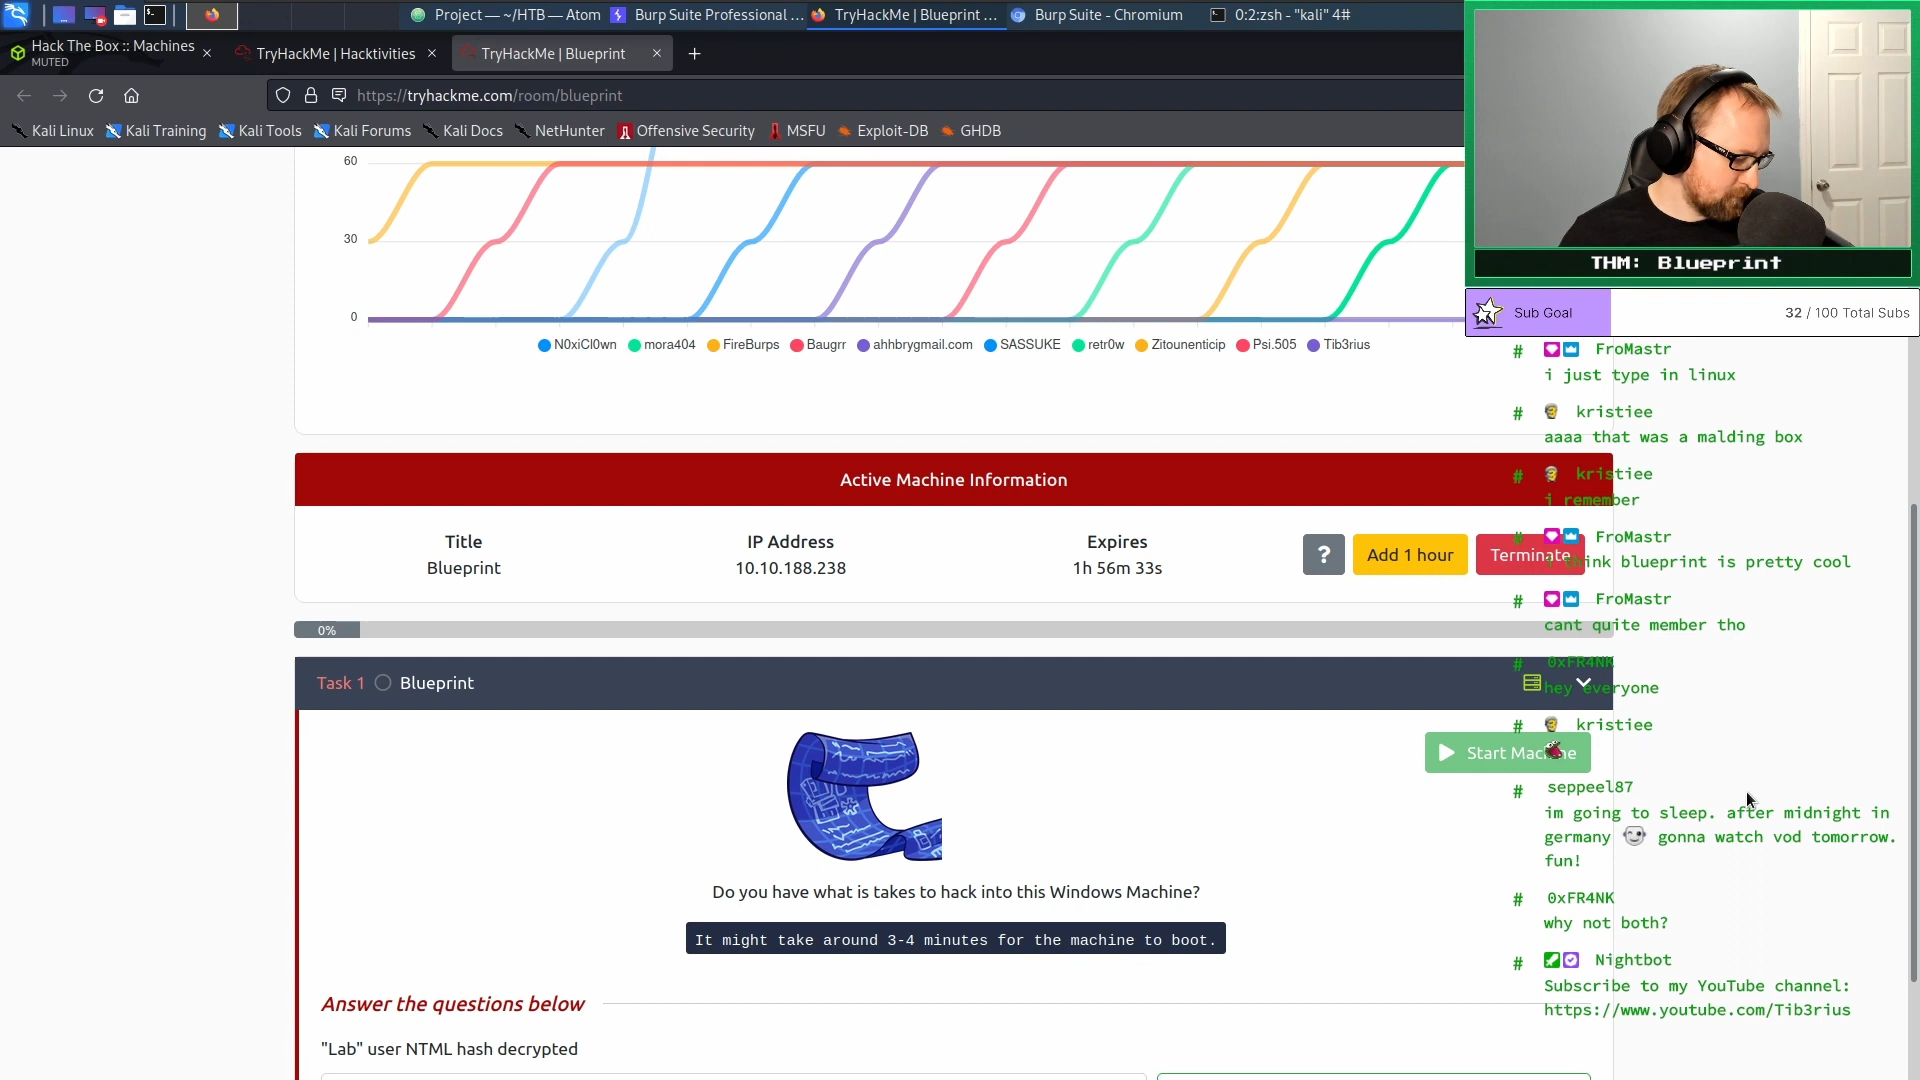 Project — ~/HTB — Atom
Burp Suite Professional ...
TryHackMe | Blueprint ...
Burp Suite - Chromium
0:2:zsh - "kali" 4#
Hack The Box :: Machines
MUTED
TryHackMe | Hacktivities
TryHackMe | Blueprint
https://tryhackme.com/room/blueprint
Kali Linux
Kali Training
Kali Tools
Kali Forums
Kali Docs
NetHunter
Offensive Security
MSFU
Exploit-DB
GHDB
THM: Blueprint
Sub Goal
32 / 100 Total Subs
60
30
0
N0xiCl0wn mora404 FireBurps Baugrr ahhbrygmail.com SASSUKE retr0w Zitounenticip Psi.505 Tib3rius
Active Machine Information
Title
Blueprint
IP Address
10.10.188.238
Expires
1h 56m 33s
?
Add 1 hour
Terminate
0%
Task 1
Blueprint
Start Machine
Do you have what is takes to hack into this Windows Machine?
It might take around 3-4 minutes for the machine to boot.
Answer the questions below
"Lab" user NTML hash decrypted
# FroMastr
i just type in linux
# kristiee
aaaa that was a malding box
# kristiee
i remember
# FroMastr
i think blueprint is pretty cool
# FroMastr
cant quite member tho
# 0xFR4NK
hey everyone
# kristiee
# seppeel87
im going to sleep. after midnight in
germany gonna watch vod tomorrow.
fun!
# 0xFR4NK
why not both?
# Nightbot
Subscribe to my YouTube channel:
https://www.youtube.com/Tib3rius